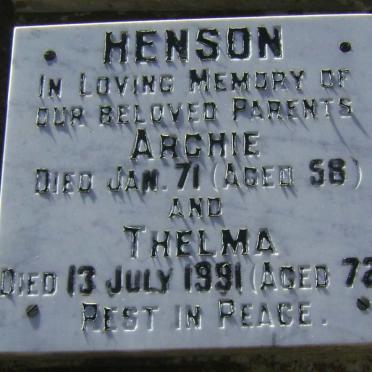 HENSON
IN LOVING MEMORY OF
OUR BELOVED PARENTS
ARCHIE
DIED JAN. 71 (AGED 58)
AND
THELMA
DIED 13 JULY 1991 (AGED 72
REST IN PEACE.